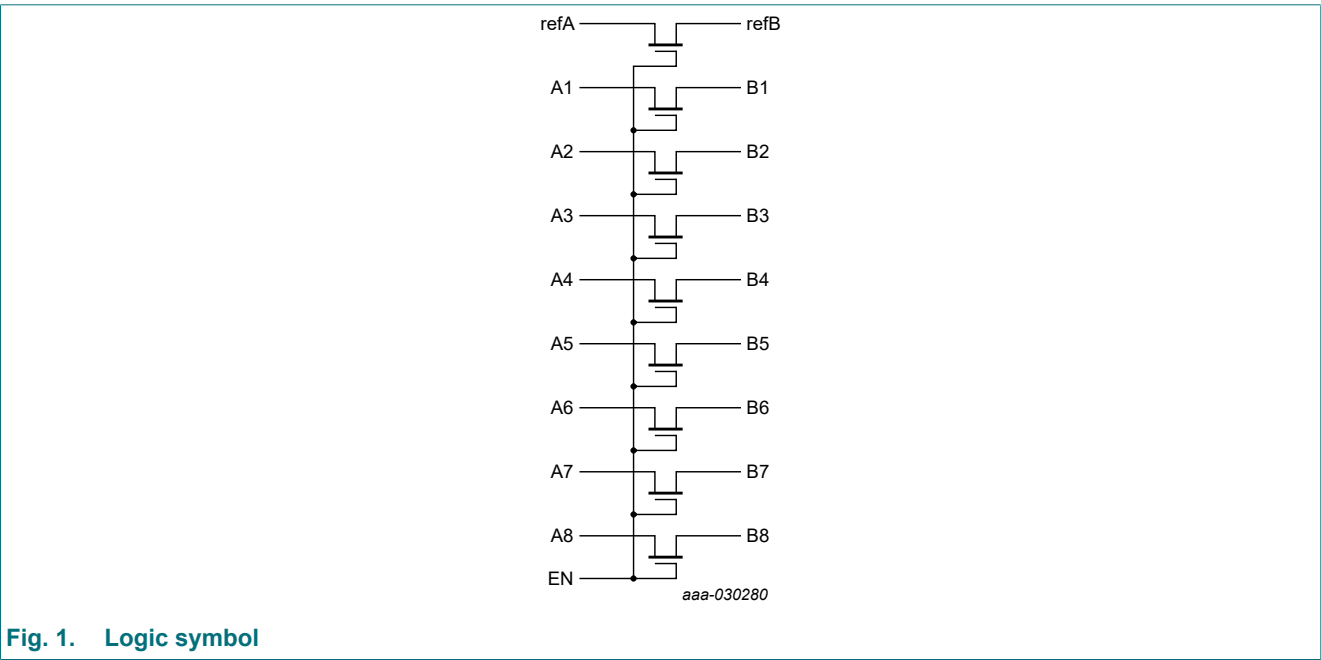 refA refB
A1 B1
A2 B2
A3 B3
A4 B4
A5 B5
A6 B6
A7 B7
A8 B8
EN
aaa-030280
Fig. 1. Logic symbol